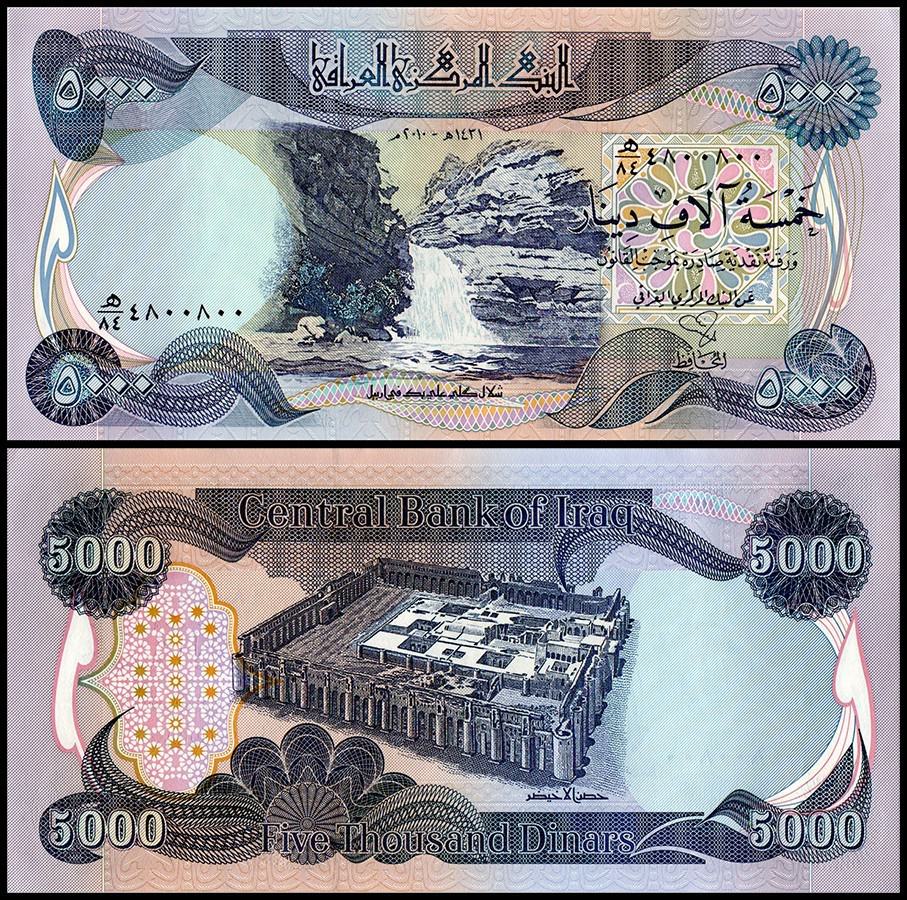 البنك المركزي العراقي
٥٠٠٠
٥٠٠٠
١٤٣١هـ - ٢٠١٠م
هـ/٨٤ ٤٨٠٠٨٠٠
خَمْسَةُ آلافِ دِينَار
ورقة نقدية صادرة بموجب القانون
عن البنك المركزي العراقي
المحافظ
هـ/٨٤ ٤٨٠٠٨٠٠
٥٠٠٠
٥٠٠٠
شلال كلي علي بك في اربيل
Central Bank of Iraq
5000
5000
حصن الاخيضر
5000
5000
Five Thousand Dinars